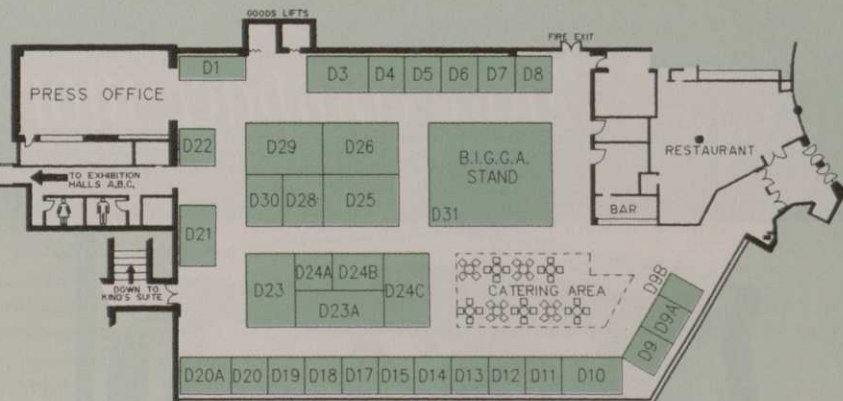 GOODS LIFTS
FIRE EXIT
D1
D3 D4 D5 D6 D7 D8
PRESS OFFICE
D22
D29 D26
B.I.G.G.A.
STAND
RESTAURANT
TO EXHIBITION
HALLS A,B,C,
D30 D28 D25
D31
BAR
D21
D23
D24A D24B
D24C
D23A
CATERING AREA
D9B
D9A
D9
DOWN TO
KING'S SUITE
D20A D20 D19 D18 D17 D15 D14 D13 D12 D11 D10